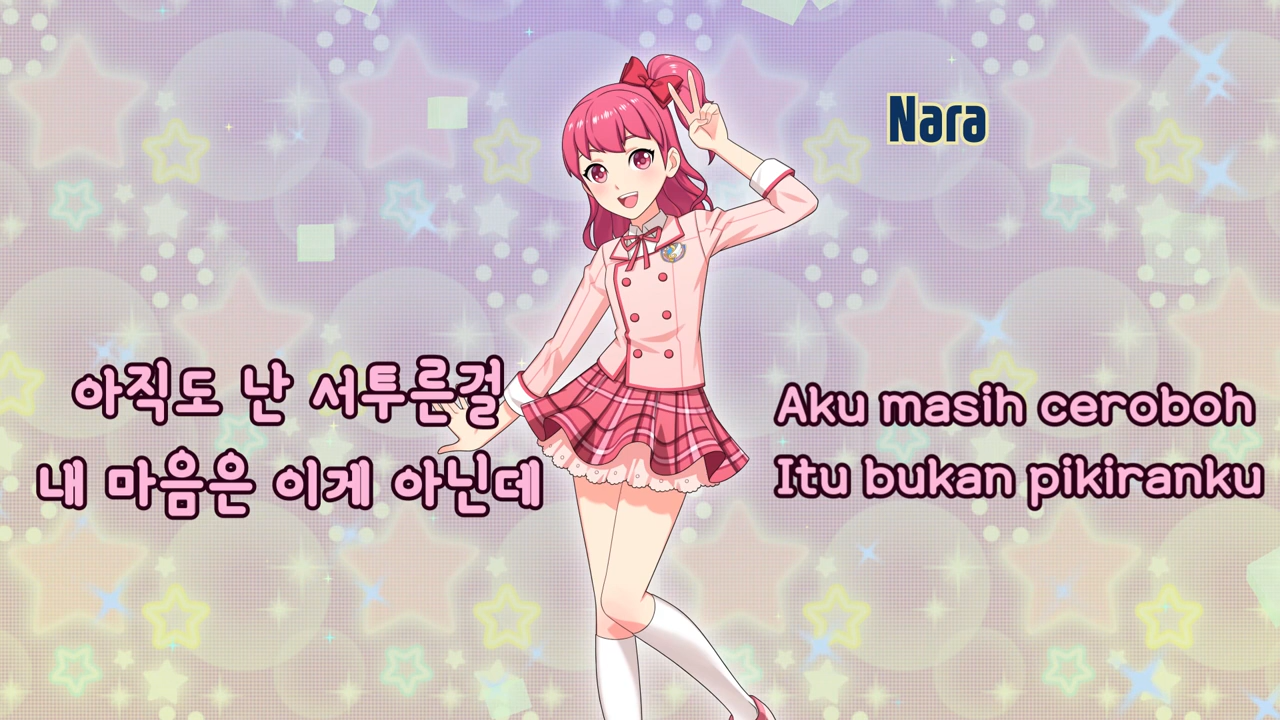 Nara
아직도 난 서투른걸
내 마음은 이게 아닌데
Aku masih ceroboh
Itu bukan pikiranku